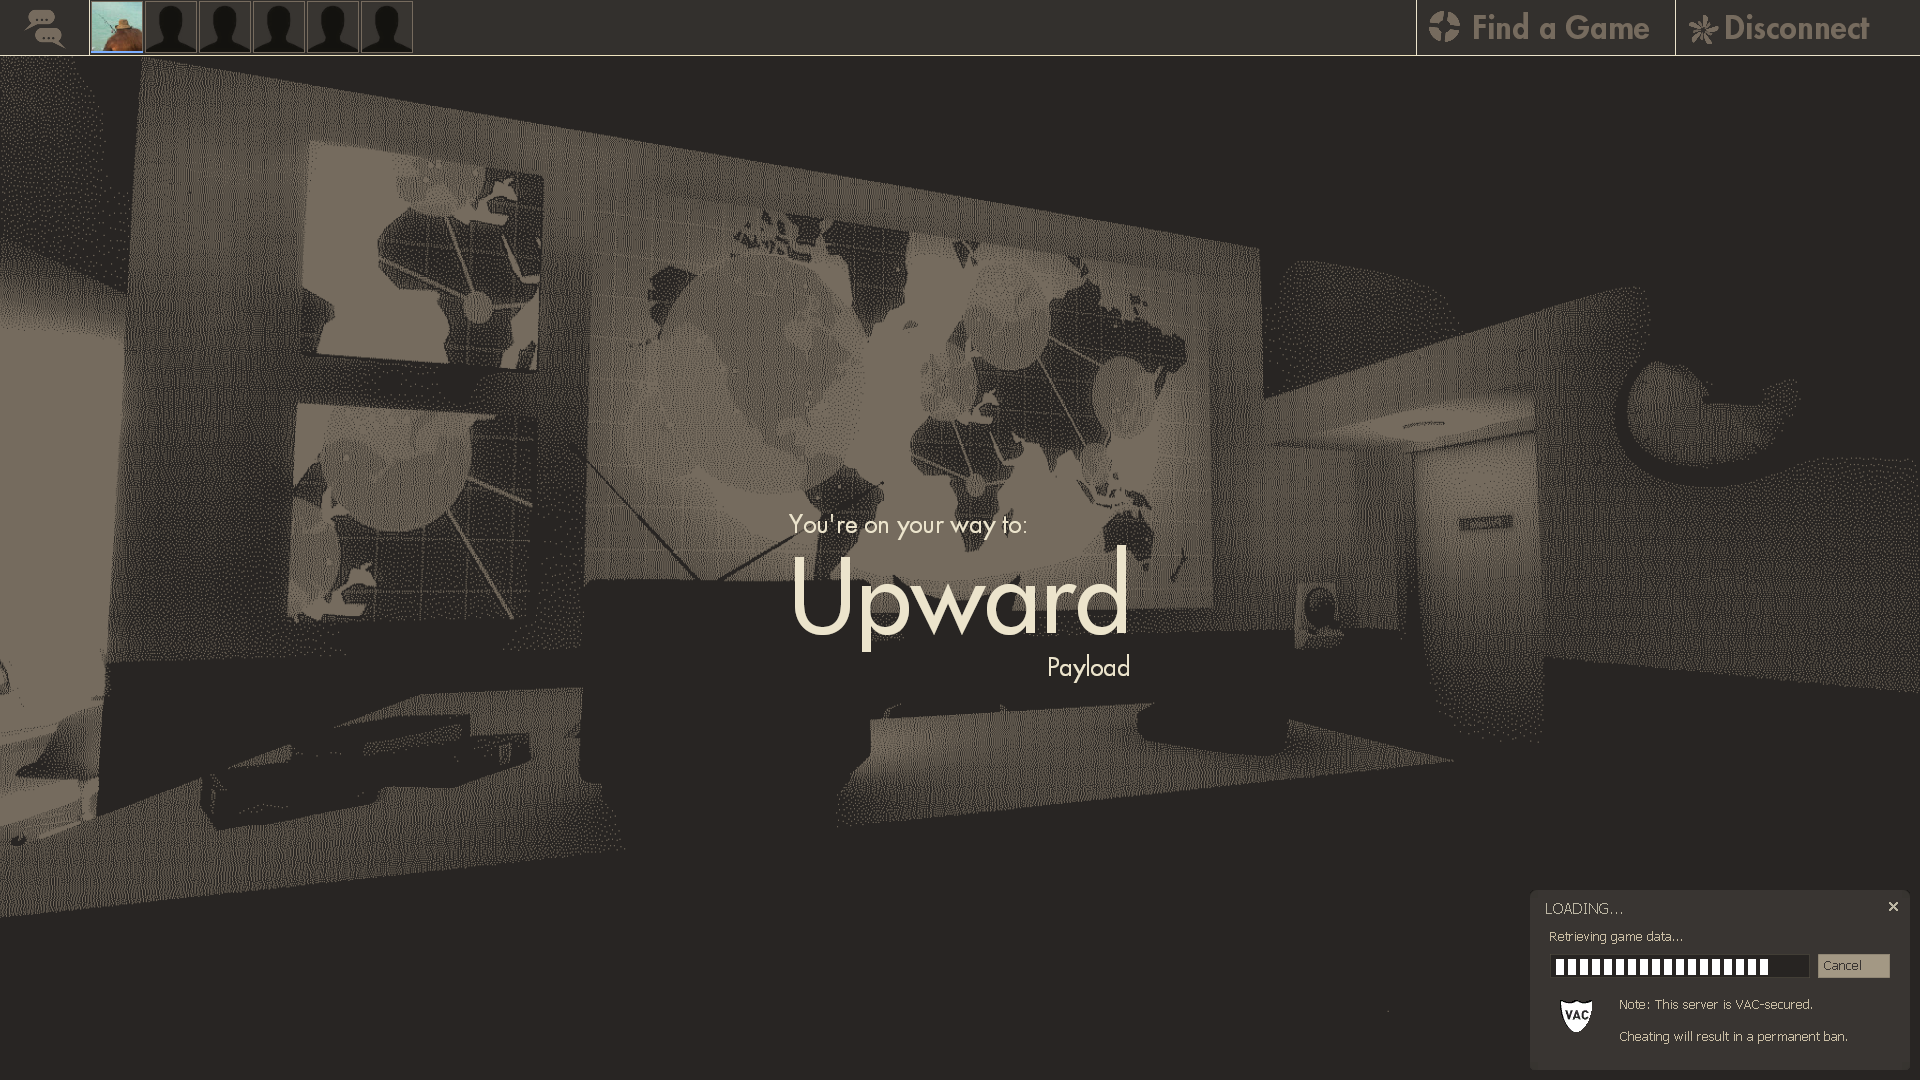 Find a Game
Disconnect
You're on your way to:
Upward
Payload
LOADING...
Retrieving game data...
Cancel
VAC
Note: This server is VAC-secured.
Cheating will result in a permanent ban.